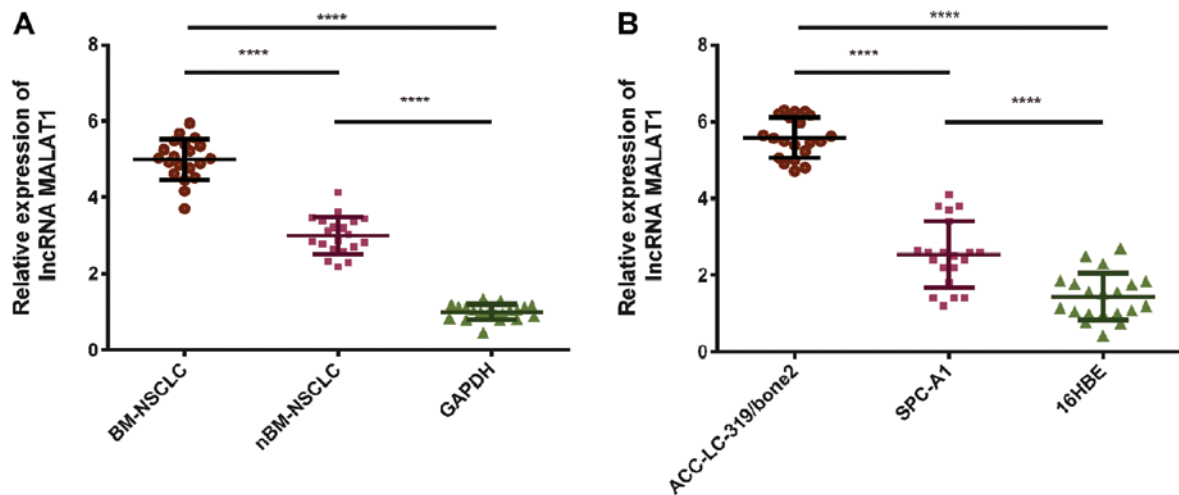 A
Relative expression of
lncRNA MALAT1
8
6
4
2
0
****
****
****
BM-NSCLC
nBM-NSCLC
GAPDH
B
Relative expression of
lncRNA MALAT1
8
6
4
2
0
****
****
****
ACC-LC-319/bone2
SPC-A1
16HBE